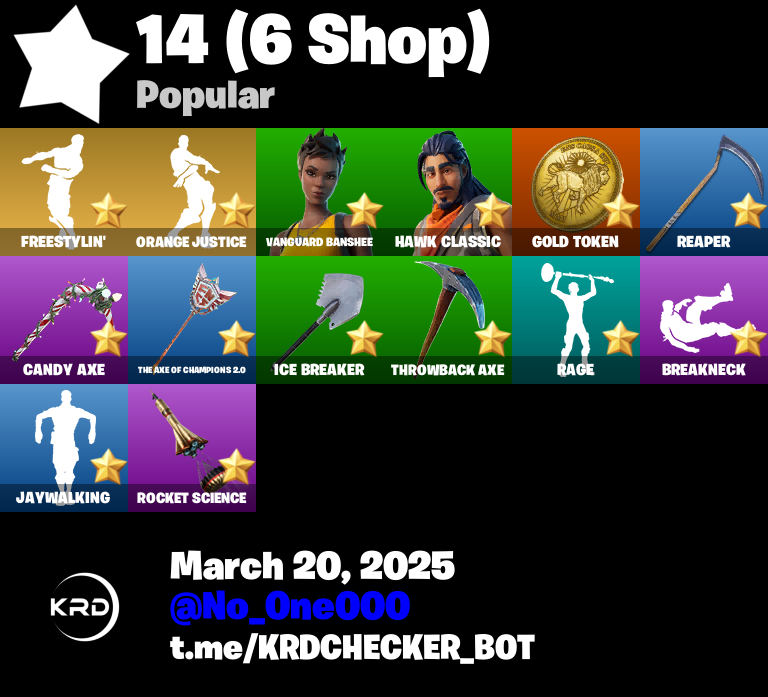 14 (6 Shop)
Popular
FREESTYLIN'
ORANGE JUSTICE
VANGUARD BANSHEE
HAWK CLASSIC
GOLD TOKEN
REAPER
CANDY AXE
THE AXE OF CHAMPIONS 2.0
ICE BREAKER
THROWBACK AXE
RAGE
BREAKNECK
JAYWALKING
ROCKET SCIENCE
KRD
March 20, 2025
@No_One000
t.me/KRDCHECKER_BOT